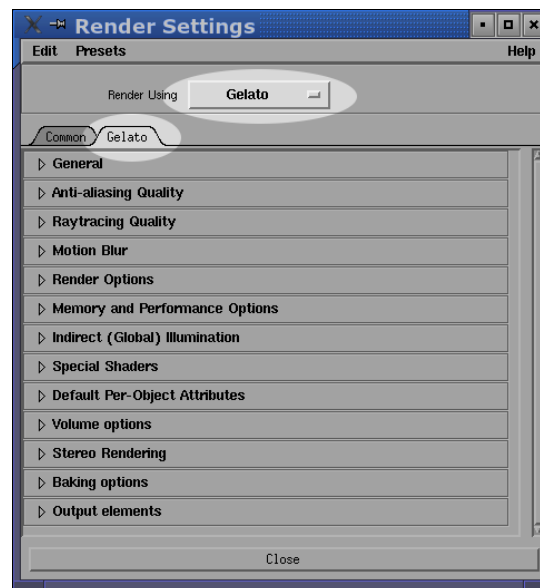 Render Settings
Edit Presets Help
Render Using Gelato
Common Gelato
General
Anti-aliasing Quality
Raytracing Quality
Motion Blur
Render Options
Memory and Performance Options
Indirect (Global) Illumination
Special Shaders
Default Per-Object Attributes
Volume options
Stereo Rendering
Baking options
Output elements
Close